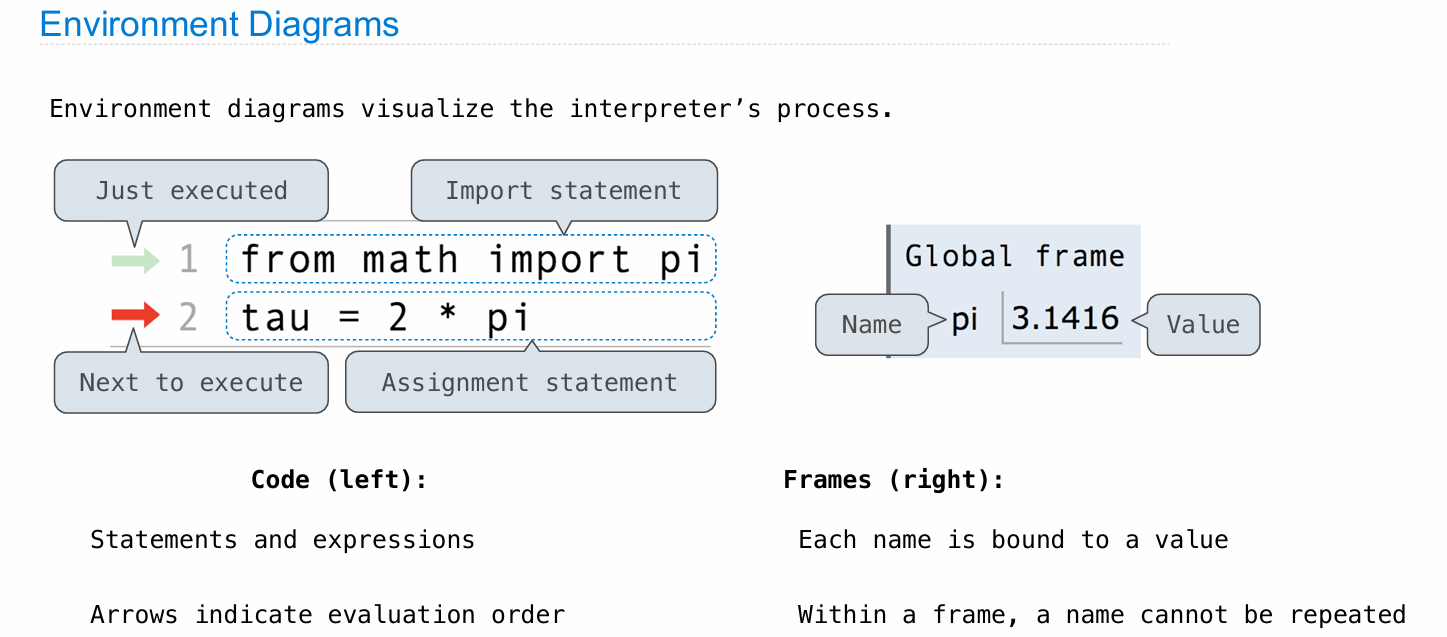 Environment Diagrams
Environment diagrams visualize the interpreter’s process.
Just executed
Import statement
1 from math import pi
2 tau = 2 * pi
Next to execute
Assignment statement
Global frame
Name
pi 3.1416
Value
Code (left):
Statements and expressions
Arrows indicate evaluation order
Frames (right):
Each name is bound to a value
Within a frame, a name cannot be repeated